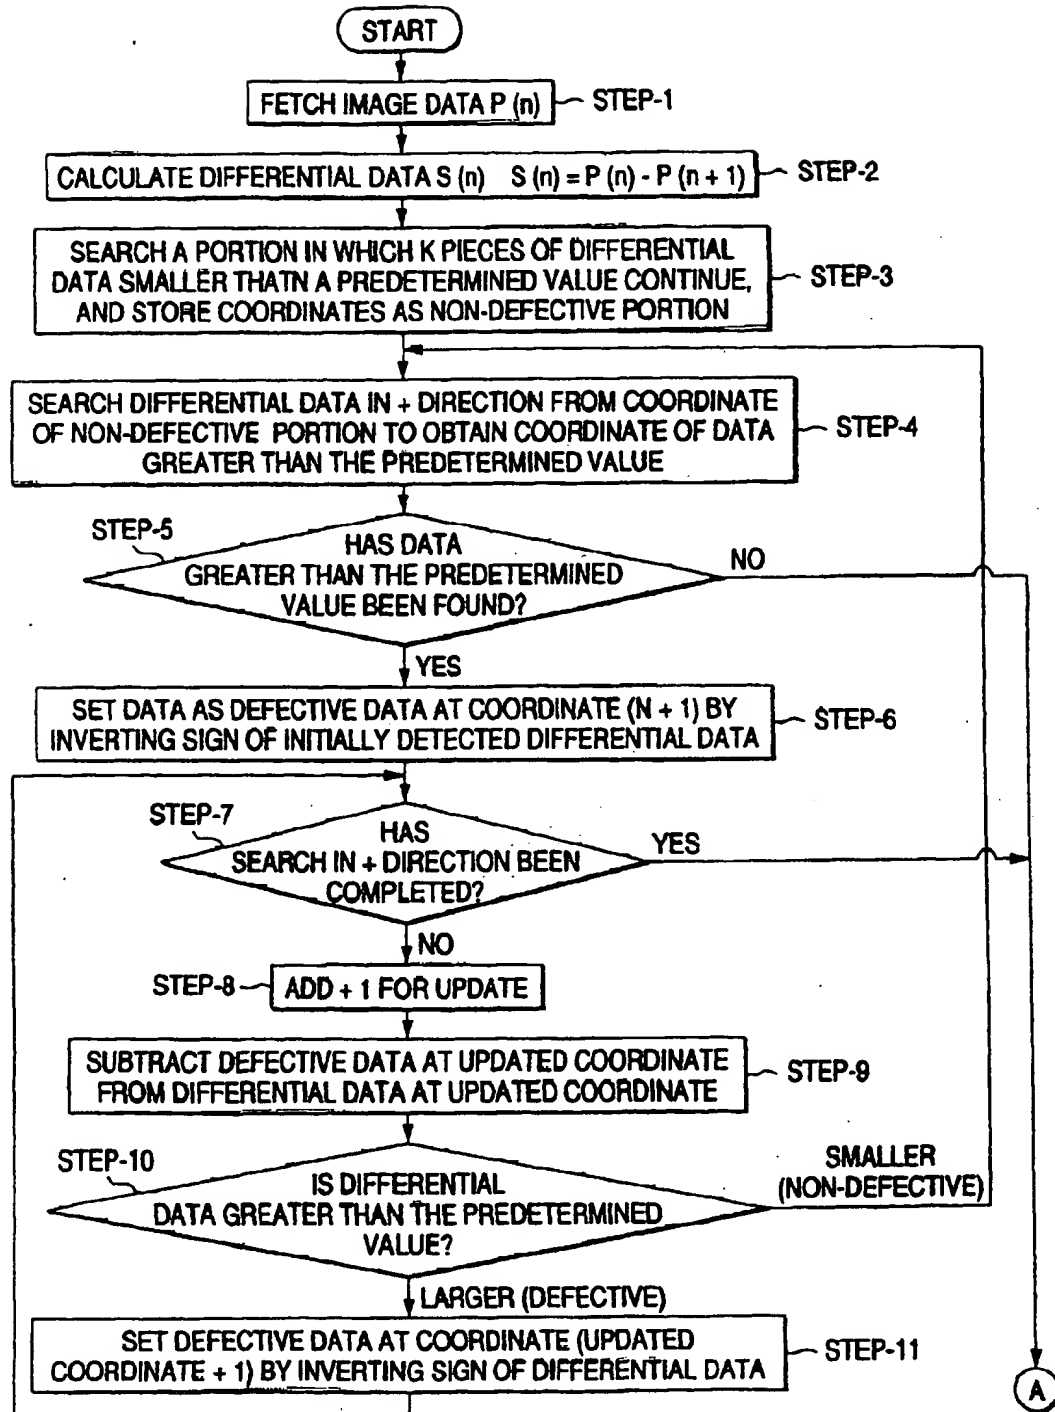 START
FETCH IMAGE DATA P (n)
STEP-1
CALCULATE DIFFERENTIAL DATA S (n) S (n) = P (n) - P (n + 1)
STEP-2
SEARCH A PORTION IN WHICH K PIECES OF DIFFERENTIAL
DATA SMALLER THATN A PREDETERMINED VALUE CONTINUE,
AND STORE COORDINATES AS NON-DEFECTIVE PORTION
STEP-3
SEARCH DIFFERENTIAL DATA IN + DIRECTION FROM COORDINATE
OF NON-DEFECTIVE PORTION TO OBTAIN COORDINATE OF DATA
GREATER THAN THE PREDETERMINED VALUE
STEP-4
STEP-5
HAS DATA
GREATER THAN THE PREDETERMINED
VALUE BEEN FOUND?
NO
YES
SET DATA AS DEFECTIVE DATA AT COORDINATE (N + 1) BY
INVERTING SIGN OF INITIALLY DETECTED DIFFERENTIAL DATA
STEP-6
STEP-7
HAS
SEARCH IN + DIRECTION BEEN
COMPLETED?
YES
NO
STEP-8
ADD + 1 FOR UPDATE
SUBTRACT DEFECTIVE DATA AT UPDATED COORDINATE
FROM DIFFERENTIAL DATA AT UPDATED COORDINATE
STEP-9
STEP-10
IS DIFFERENTIAL
DATA GREATER THAN THE PREDETERMINED
VALUE?
SMALLER
(NON-DEFECTIVE)
LARGER (DEFECTIVE)
SET DEFECTIVE DATA AT COORDINATE (UPDATED
COORDINATE + 1) BY INVERTING SIGN OF DIFFERENTIAL DATA
STEP-11
A